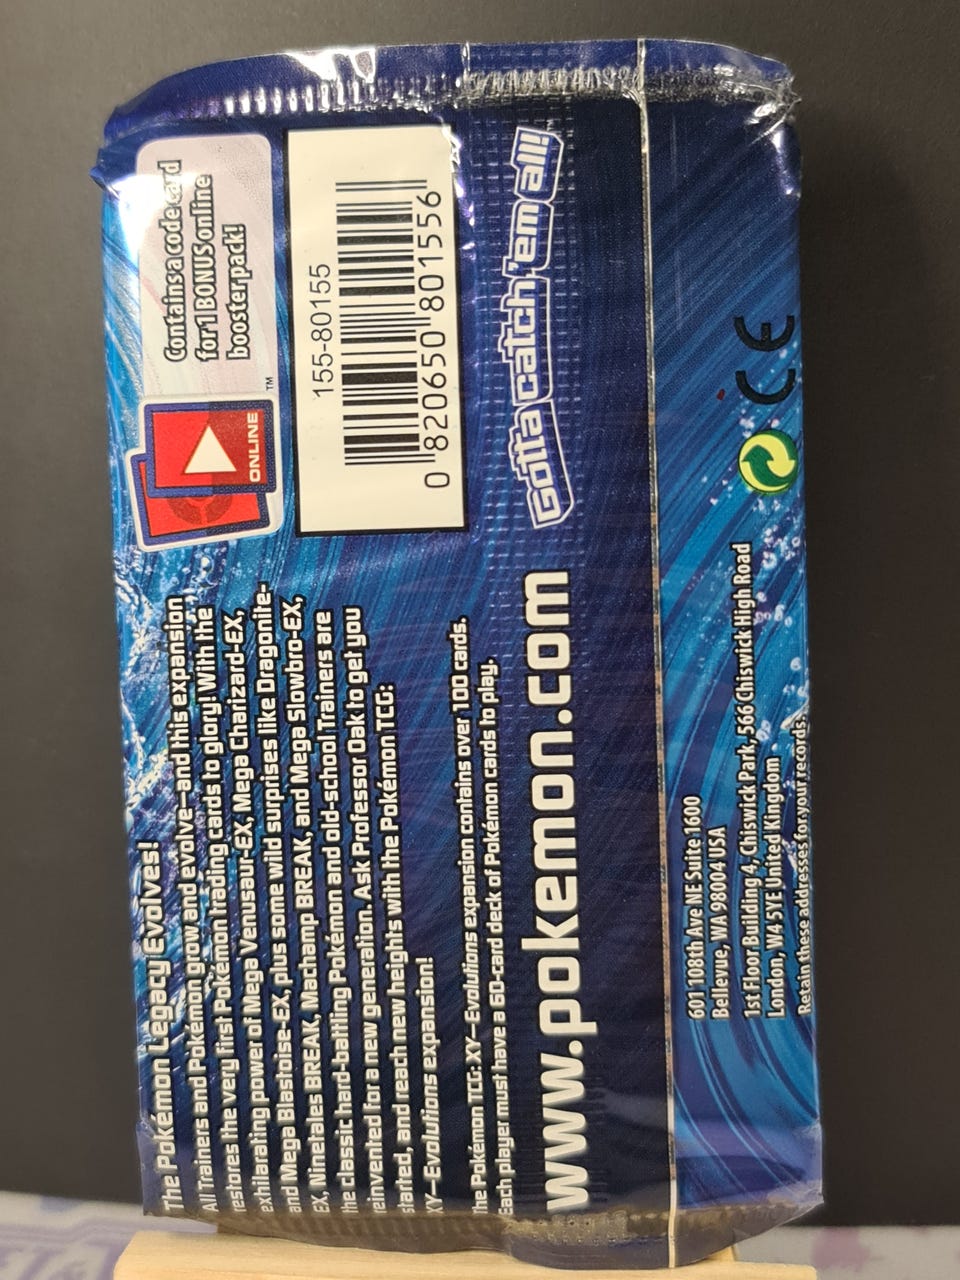 The Pokémon Legacy Evolves!
All Trainers and Pokémon grow and evolve—and this expansion
restores the very first Pokémon trading cards to glory! With the
exhilarating power of Mega Venusaur-EX, Mega Charizard-EX,
and Mega Blastoise-EX, plus some wild surprises like Dragonite-
EX, Ninetales BREAK, Machamp BREAK, and Mega Slowbro-EX,
the classic hard-battling Pokémon and old-school Trainers are
reinvented for a new generation. Ask Professor Oak to get you
started, and reach new heights with the Pokémon TCG:
XY—Evolutions expansion!
the Pokémon TCG: XY—Evolutions expansion contains over 100 cards.
Each player must have a 60-card deck of Pokémon cards to play.
www.pokemon.com
ONLINE
TM
Contains a code card
for 1 BONUS online
booster pack!
155-80155
0 820650 801556
Gotta catch 'em all!™
601 108th Ave NE Suite 1600
Bellevue, WA 98004 USA
1st Floor Building 4, Chiswick Park, 566 Chiswick High Road
London, W4 5YE United Kingdom
Retain these addresses for your records.
CE